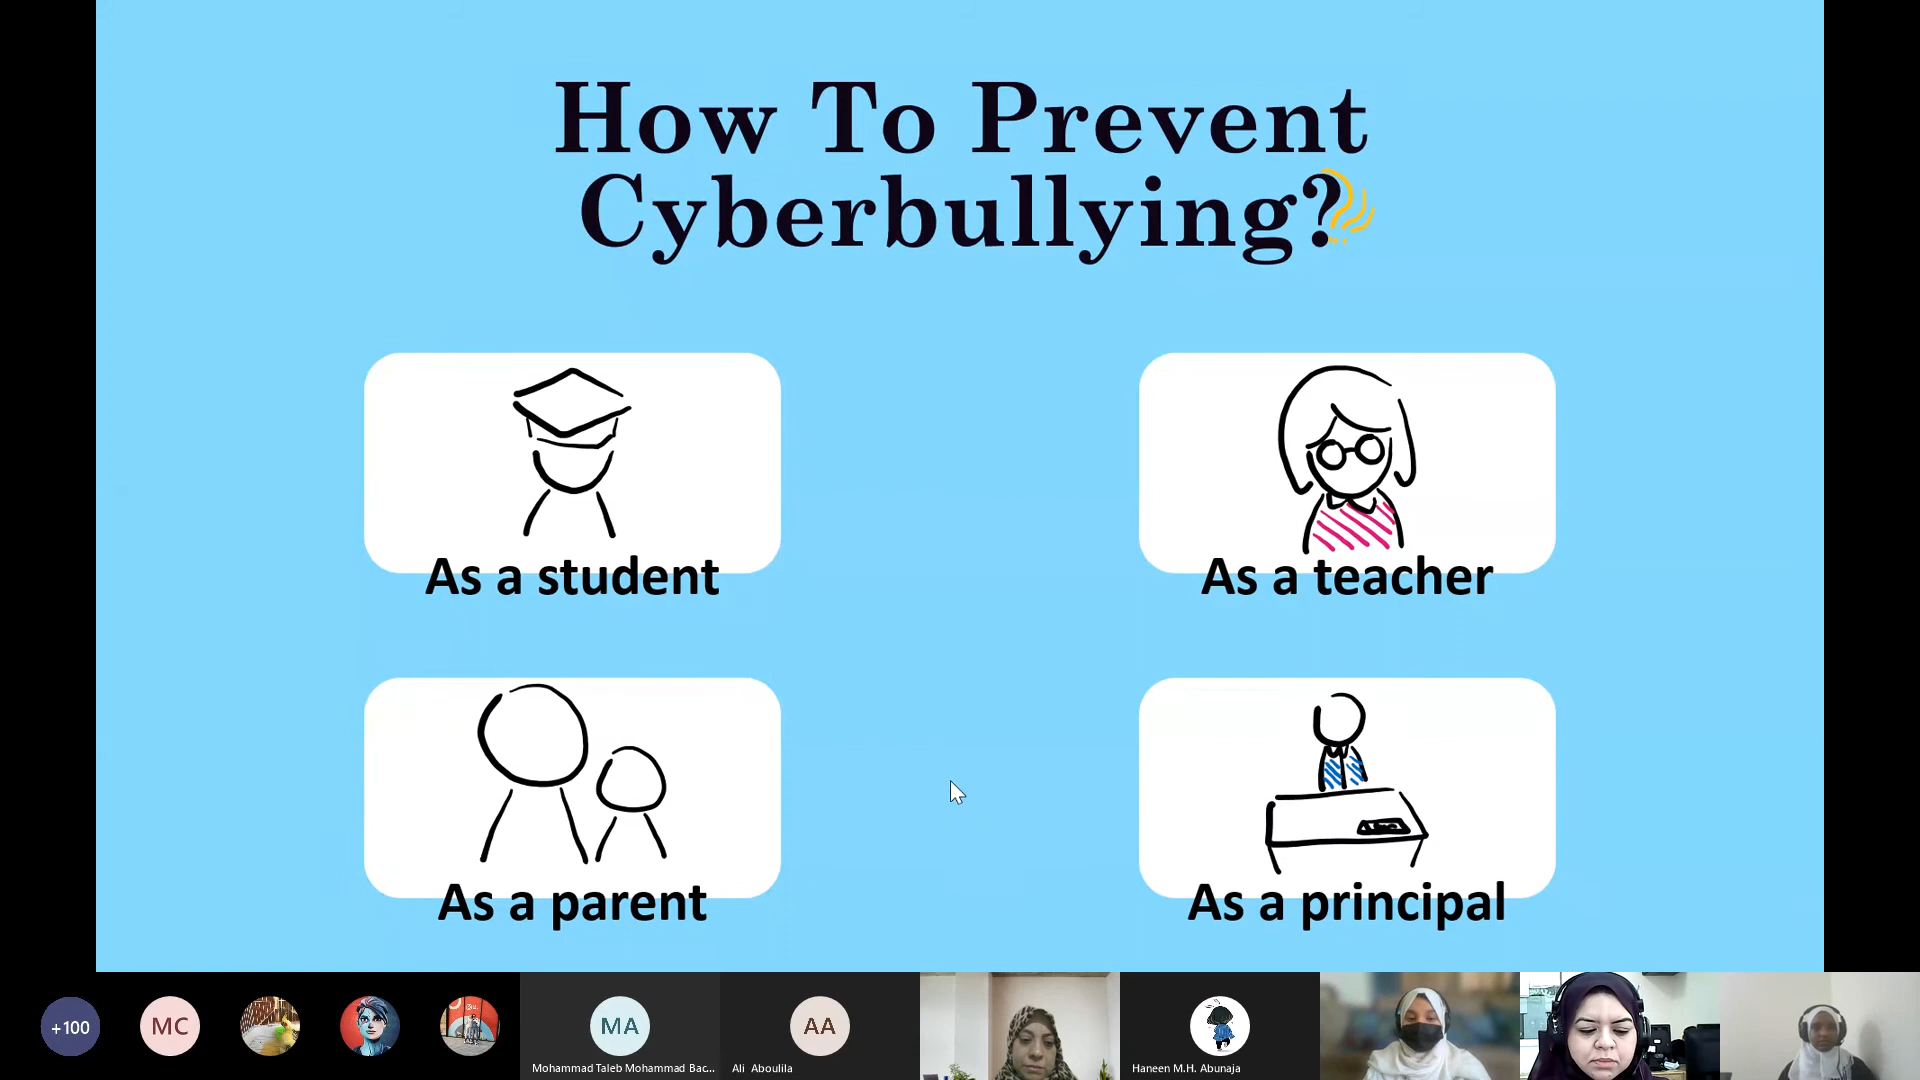 How To Prevent
Cyberbullying?
As a student
As a teacher
As a parent
As a principal
+100
MC
MA
AA
Mohammad Taleb Mohammad Bac...
Ali Aboulila
Haneen M.H. Abunaja